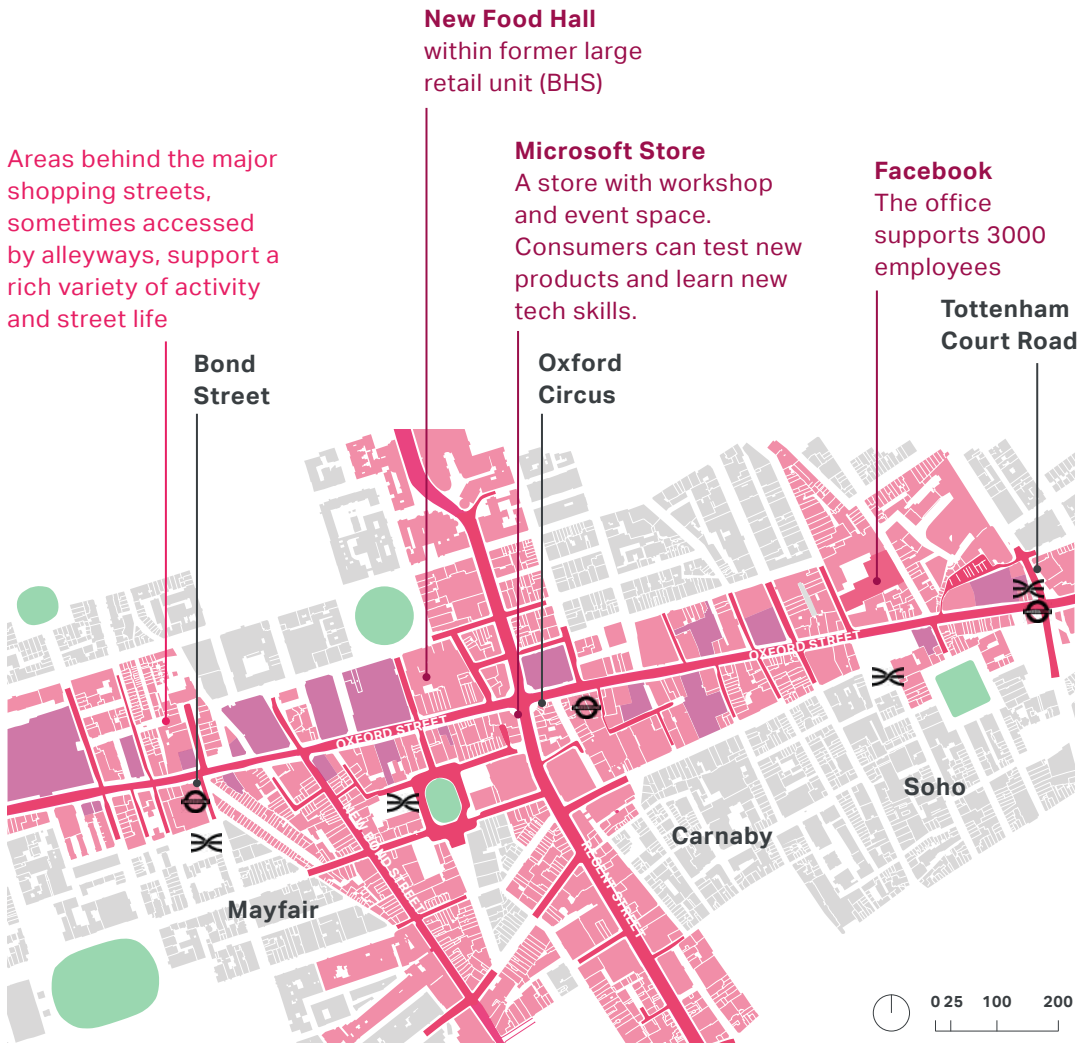 New Food Hall
within former large
retail unit (BHS)
Areas behind the major
shopping streets,
sometimes accessed
by alleyways, support a
rich variety of activity
and street life
Microsoft Store
A store with workshop
and event space.
Consumers can test new
products and learn new
tech skills.
Facebook
The office
supports 3000
employees
Tottenham
Court Road
Bond
Street
Oxford
Circus
OXFORD STREET
OXFORD STREET
NEW BOND STREET
REGENT STREET
Soho
Carnaby
Mayfair
0 25 100 200